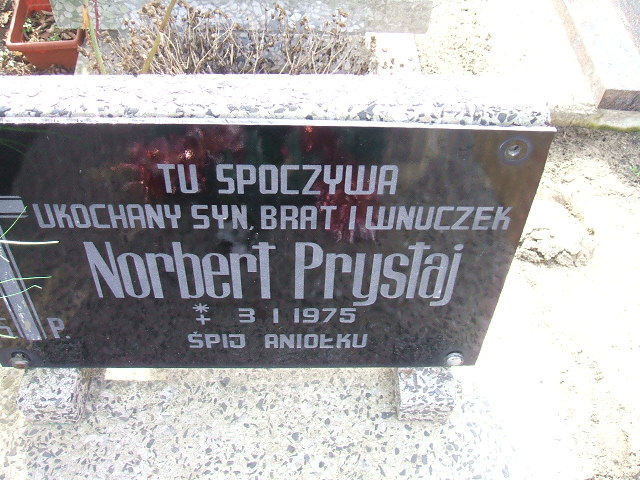 TU SPOCZYWA
UKOCHANY SYN, BRAT I WNUCZEK
Norbert Prystaj
*+ 3 I 1975
ŚPIJ ANIOŁKU
P.